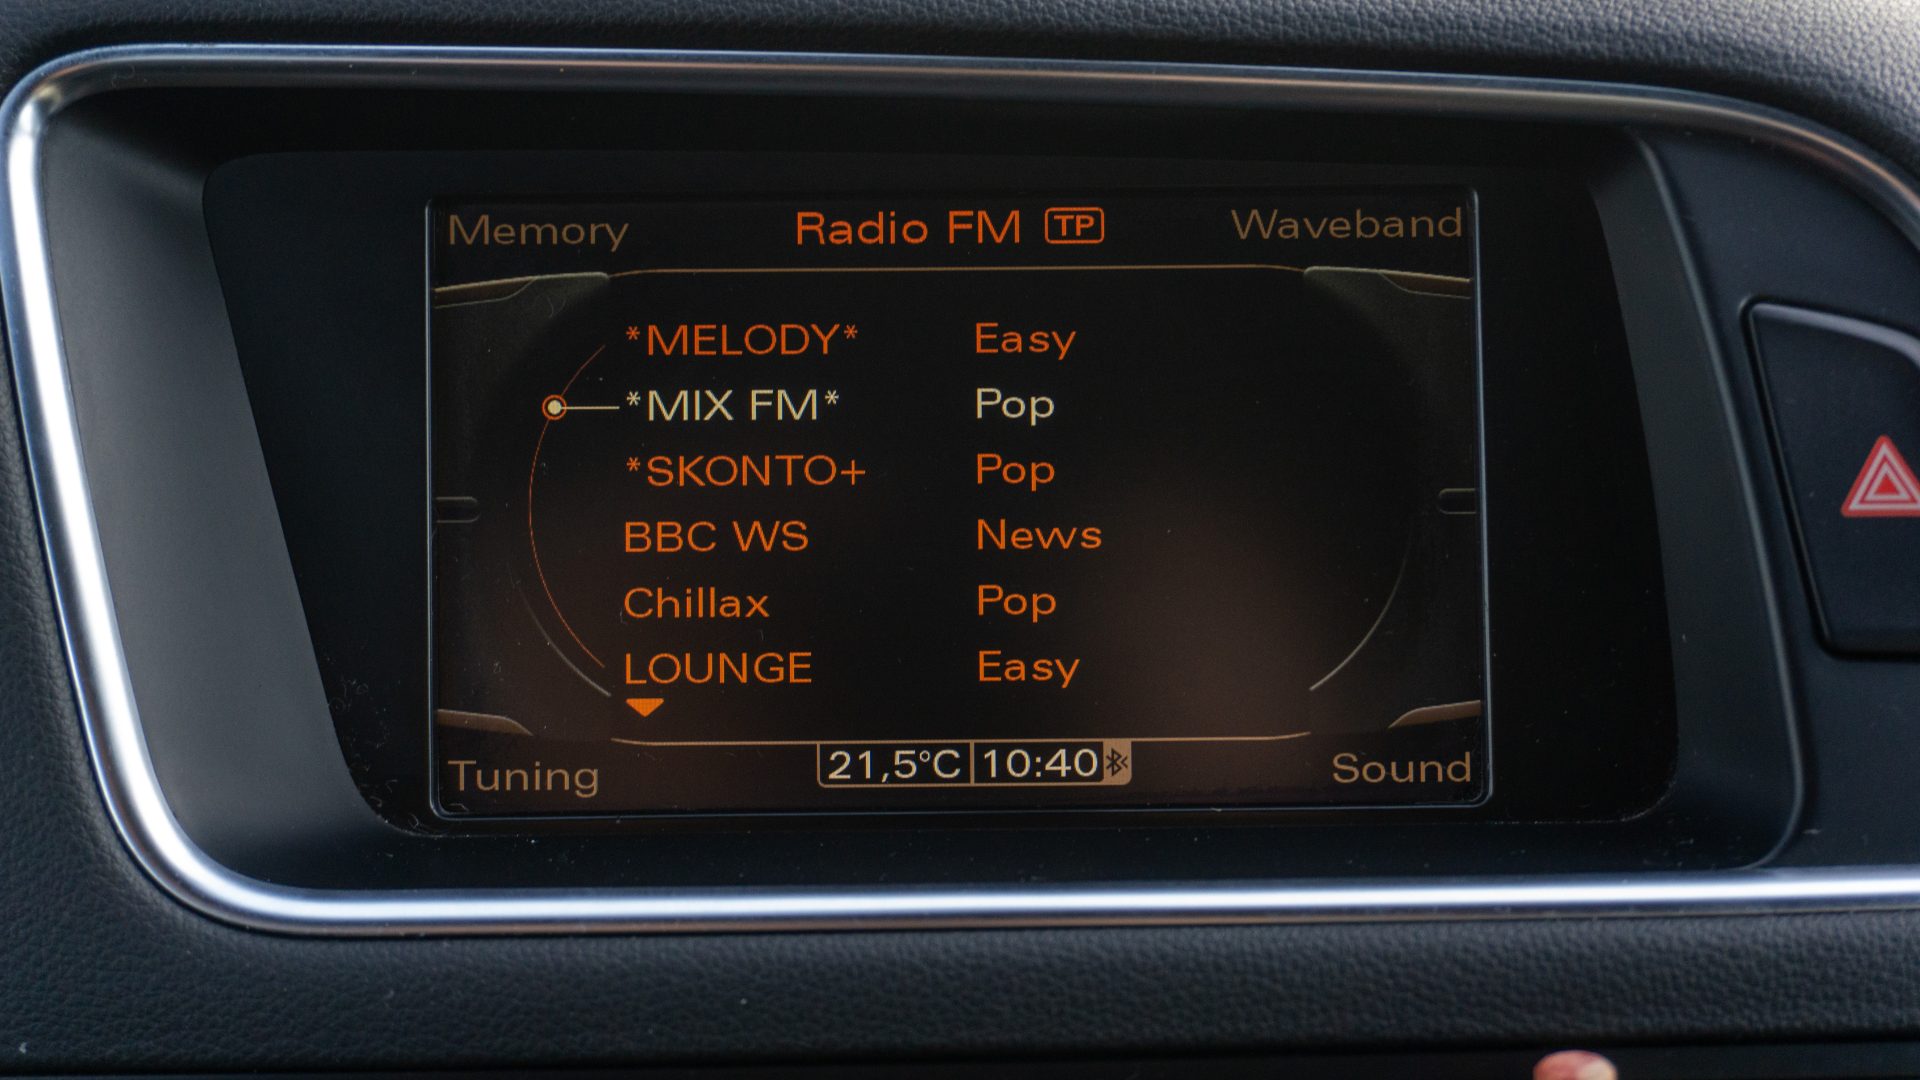 Memory Radio FM TP Waveband
*MELODY* Easy
*MIX FM* Pop
*SKONTO+ Pop
BBC WS News
Chillax Pop
LOUNGE Easy
Tuning 21,5°C 10:40 Sound